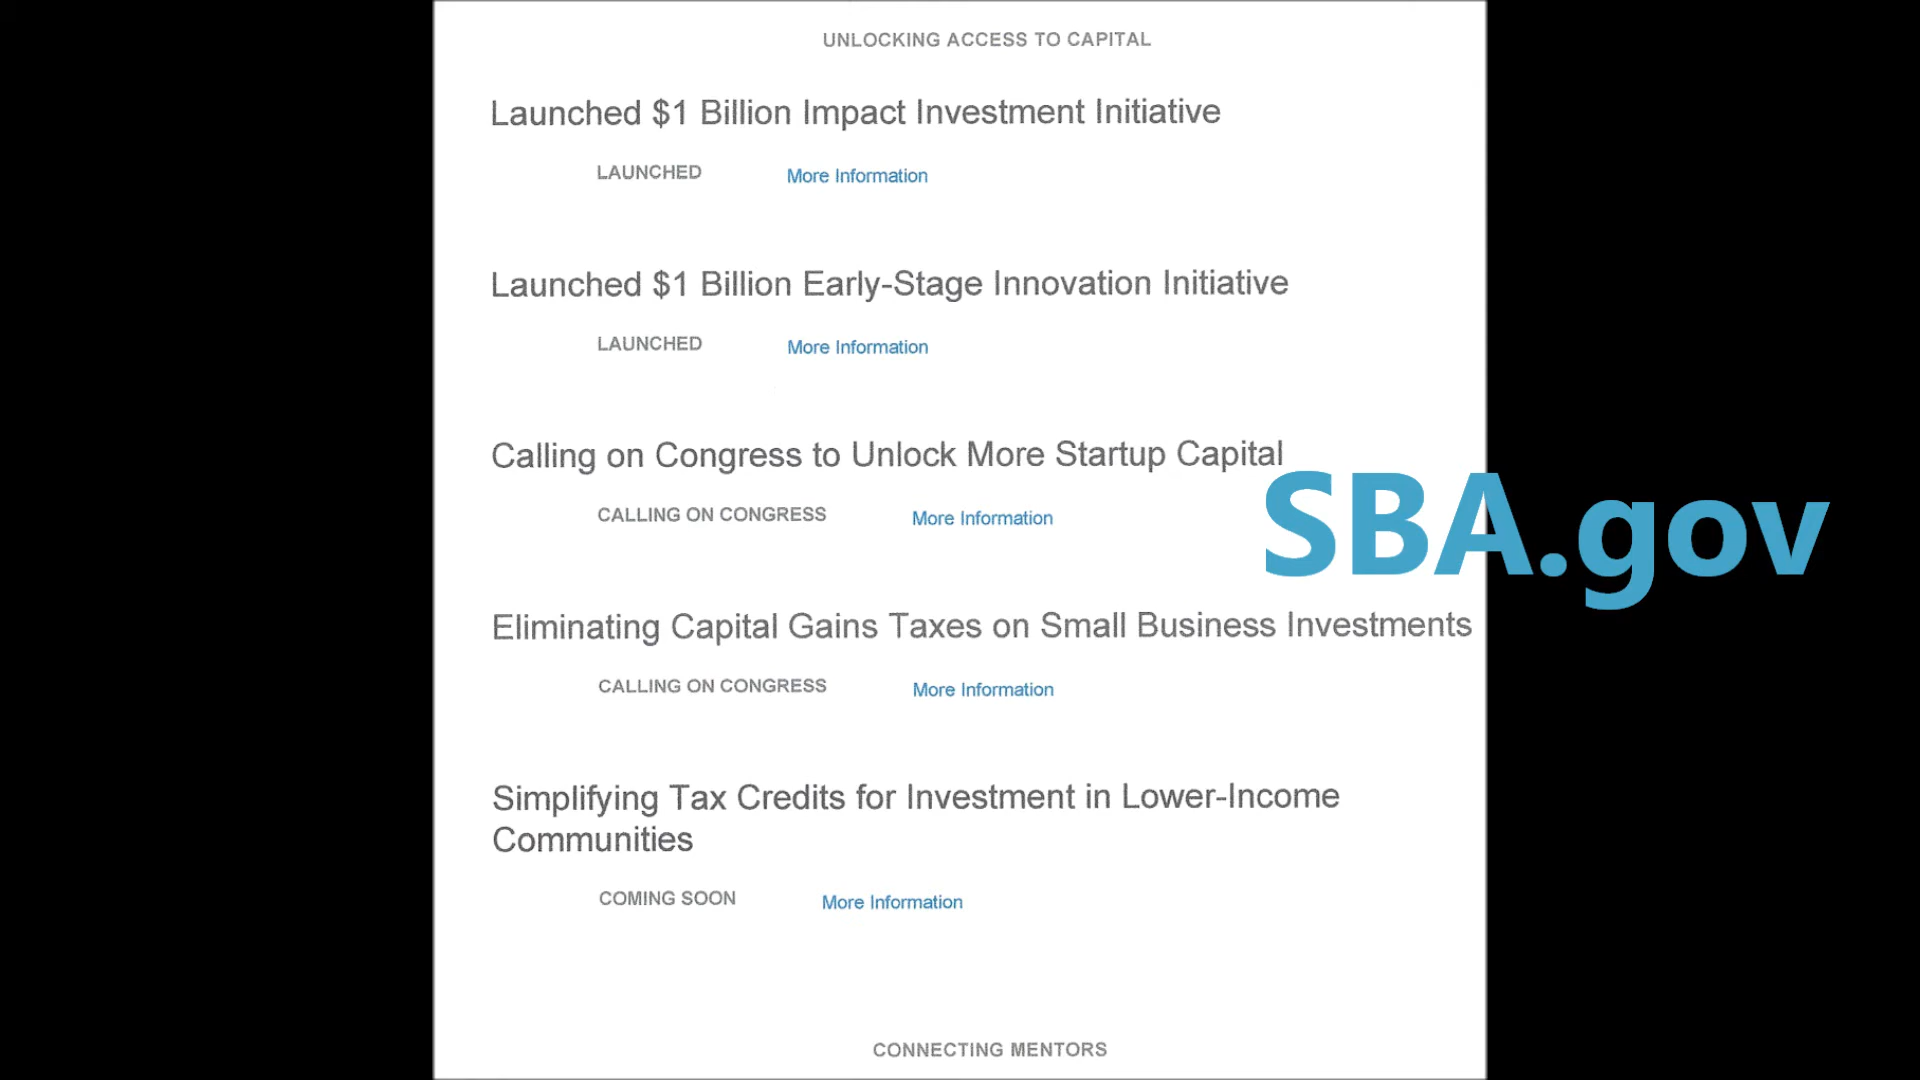 UNLOCKING ACCESS TO CAPITAL
Launched $1 Billion Impact Investment Initiative
LAUNCHED More Information
Launched $1 Billion Early-Stage Innovation Initiative
LAUNCHED More Information
Calling on Congress to Unlock More Startup Capital
CALLING ON CONGRESS More Information
SBA.gov
Eliminating Capital Gains Taxes on Small Business Investments
CALLING ON CONGRESS More Information
Simplifying Tax Credits for Investment in Lower-Income
Communities
COMING SOON More Information
CONNECTING MENTORS